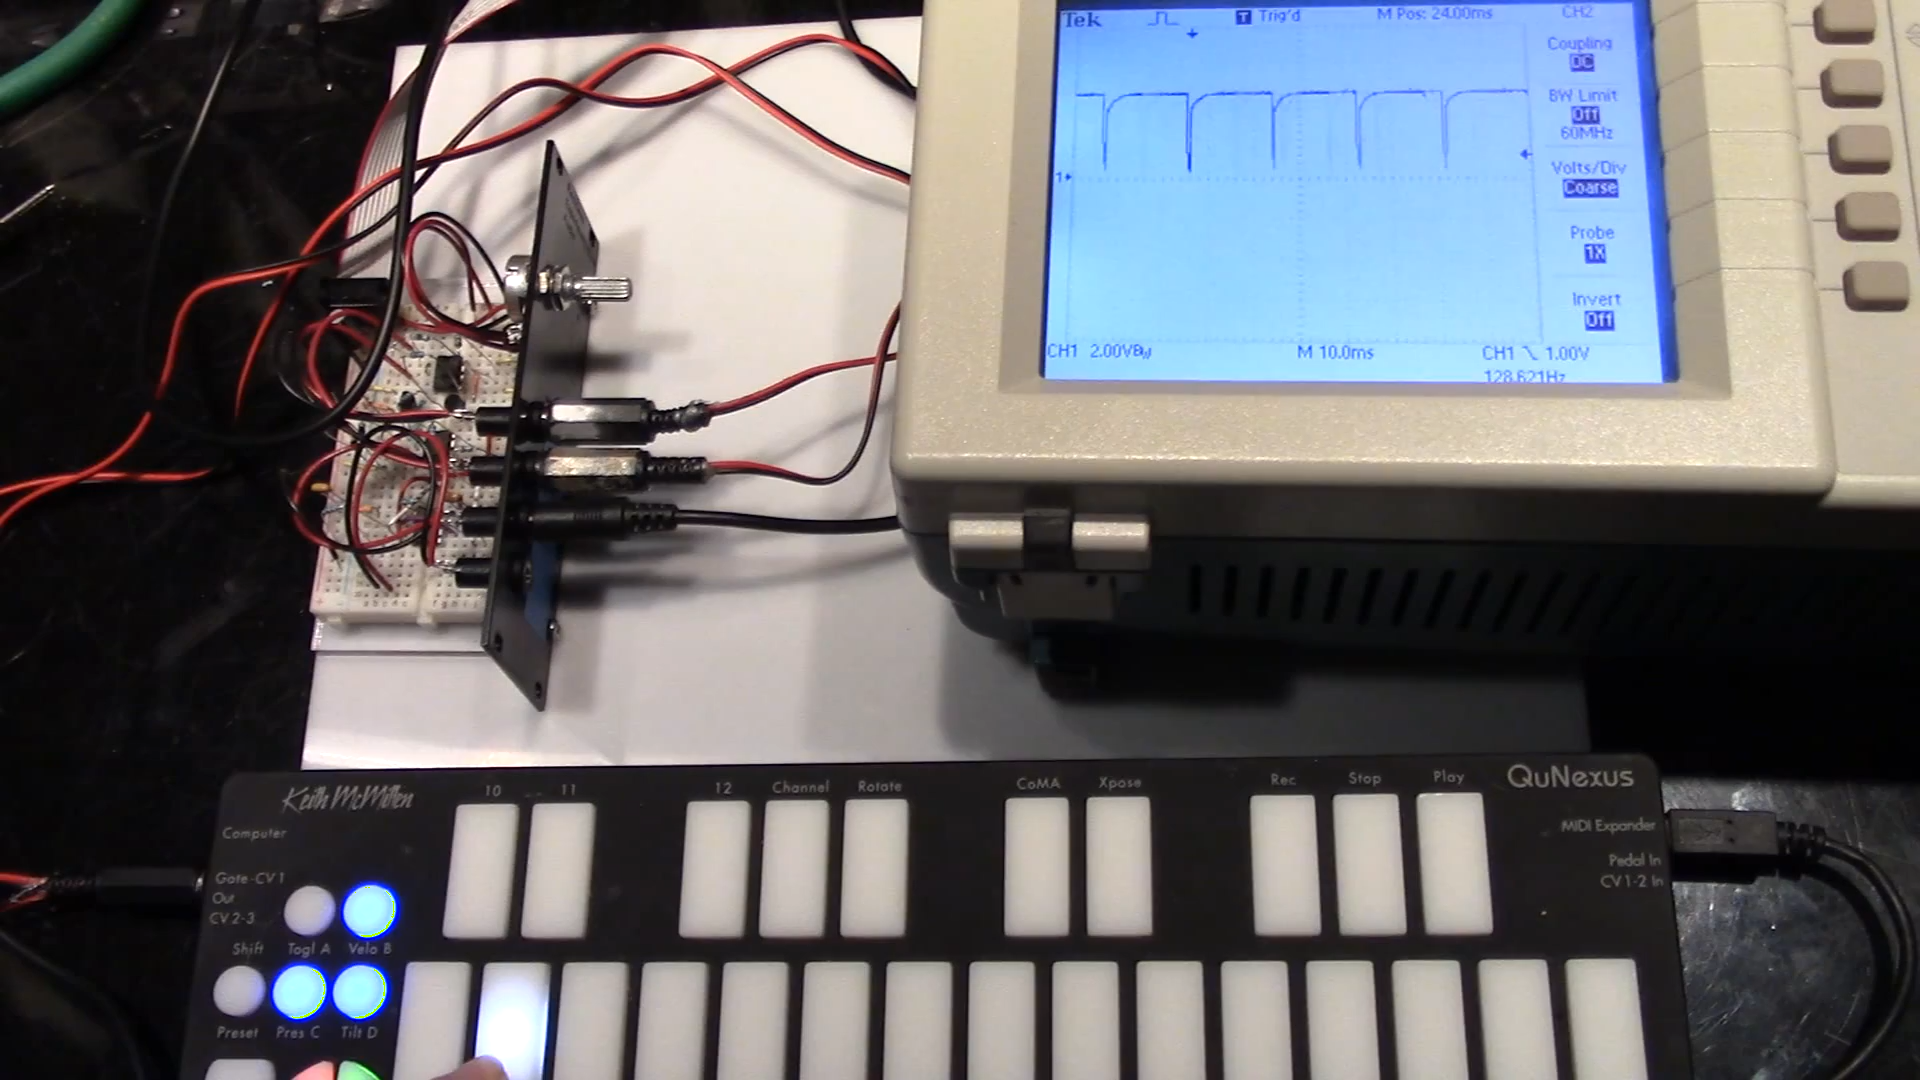 Tek T Trig'd M Pos: 24.00ms CH2
Coupling
DC
BW Limit
Off
60MHz
Volts/Div
Coarse
Probe
1X
Invert
Off
1
CH1 2.00VBW M 10.0ms CH1 1.00V
128.621Hz
Keith McMillen
10 11 12 Channel Rotate CoMA Xpose Rec Stop Play
QuNexus
Computer
MIDI Expander
Gate-CV1
Out
CV 2-3
Pedal In
CV 1-2 In
Shift Togl A Velo B
Preset Pres C Tilt D